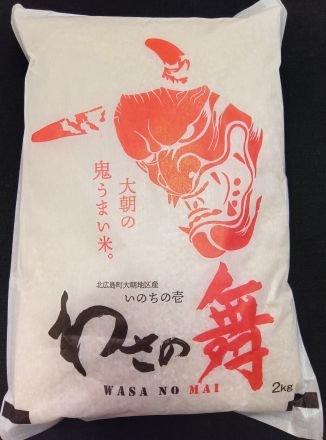 大朝の
鬼うまい米。
北広島町大朝地区産
いのちの壱
わさの舞
WASA NO MAI
2kg